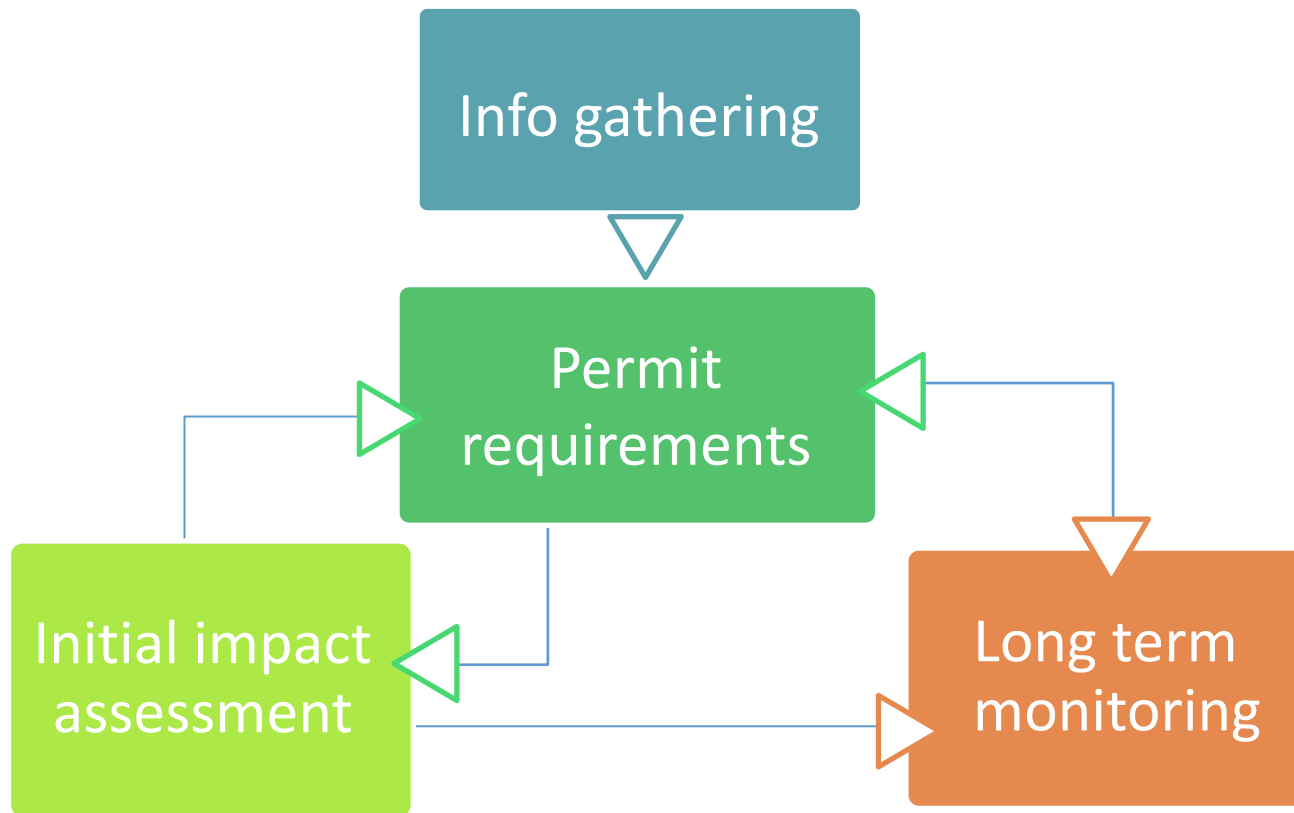 Info gathering
Permit
requirements
Initial impact
assessment
Long term
monitoring